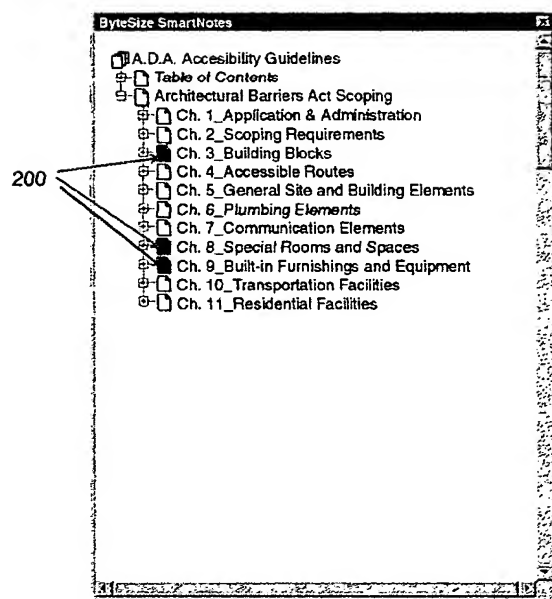 ByteSize SmartNotes
A.D.A. Accesibility Guidelines
Table of Contents
Architectural Barriers Act Scoping
Ch. 1_Application & Administration
Ch. 2_Scoping Requirements
Ch. 3_Building Blocks
200
Ch. 4_Accessible Routes
Ch. 5_General Site and Building Elements
Ch. 6_Plumbing Elements
Ch. 7_Communication Elements
Ch. 8_Special Rooms and Spaces
Ch. 9_Built-in Furnishings and Equipment
Ch. 10_Transportation Facilities
Ch. 11_Residential Facilities